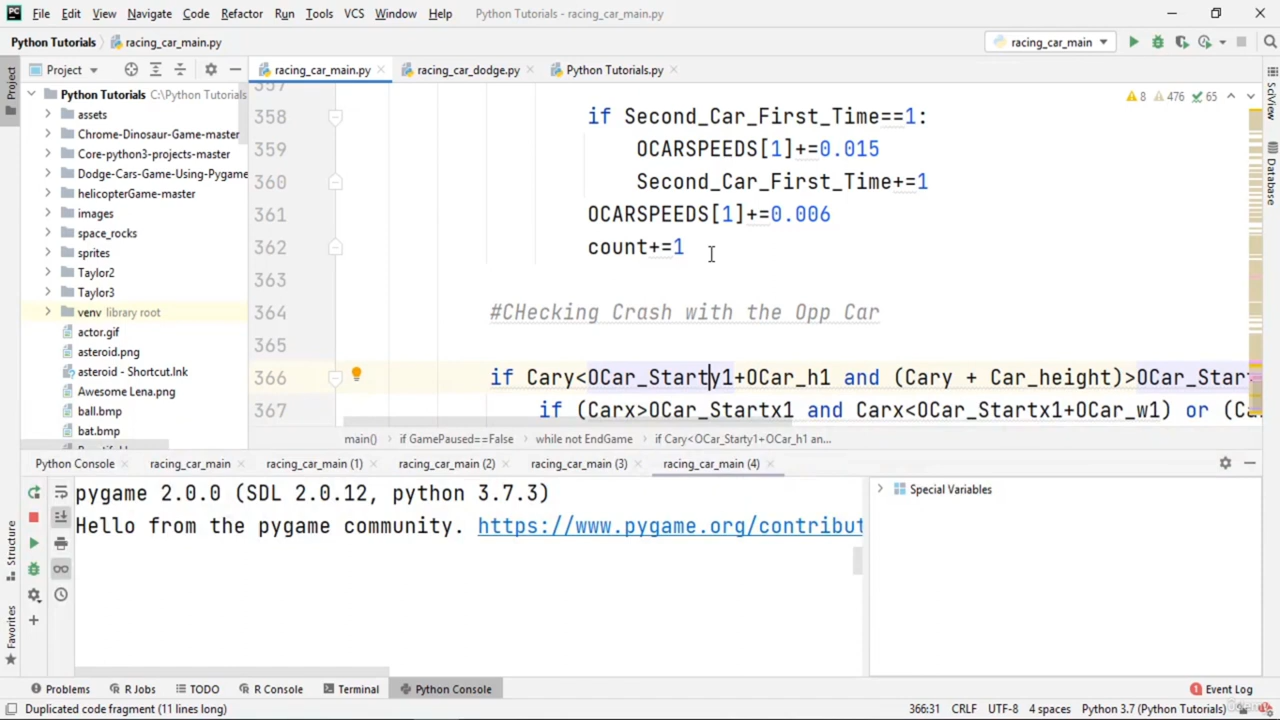 File Edit View Navigate Code Refactor Run Tools VCS Window Help Python Tutorials - racing_car_main.py
Python Tutorials racing_car_main.py racing_car_main
Project racing_car_main.py racing_car_dodge.py Python Tutorials.py
Project
Python Tutorials C:\Python Tutorials
assets
Chrome-Dinosaur-Game-master
Core-python3-projects-master
Dodge-Cars-Game-Using-Pygame
helicopterGame-master
images
space_rocks
sprites
Taylor2
Taylor3
venv library root
actor.gif
asteroid.png
asteroid - Shortcut.lnk
Awesome Lena.png
ball.bmp
bat.bmp
8 476 65
357
358 if Second_Car_First_Time==1:
359 OCARSPEEDS[1]+=0.015
360 Second_Car_First_Time+=1
361 OCARSPEEDS[1]+=0.006
362 count+=1
363
364 #CHecking Crash with the Opp Car
365
366 if Cary<OCar_Starty1+OCar_h1 and (Cary + Car_height)>OCar_Star
367 if (Carx>OCar_Startx1 and Carx<OCar_Startx1+OCar_w1) or (Ca
main() if GamePaused==False while not EndGame if Cary<OCar_Starty1+OCar_h1 an...
SciView
Database
Python Console racing_car_main racing_car_main (1) racing_car_main (2) racing_car_main (3) racing_car_main (4)
pygame 2.0.0 (SDL 2.0.12, python 3.7.3)
Hello from the pygame community. https://www.pygame.org/contribut
Special Variables
Structure
Favorites
Problems R Jobs TODO R Console Terminal Python Console Event Log
Duplicated code fragment (11 lines long) 366:31 CRLF UTF-8 4 spaces Python 3.7 (Python Tutorials)